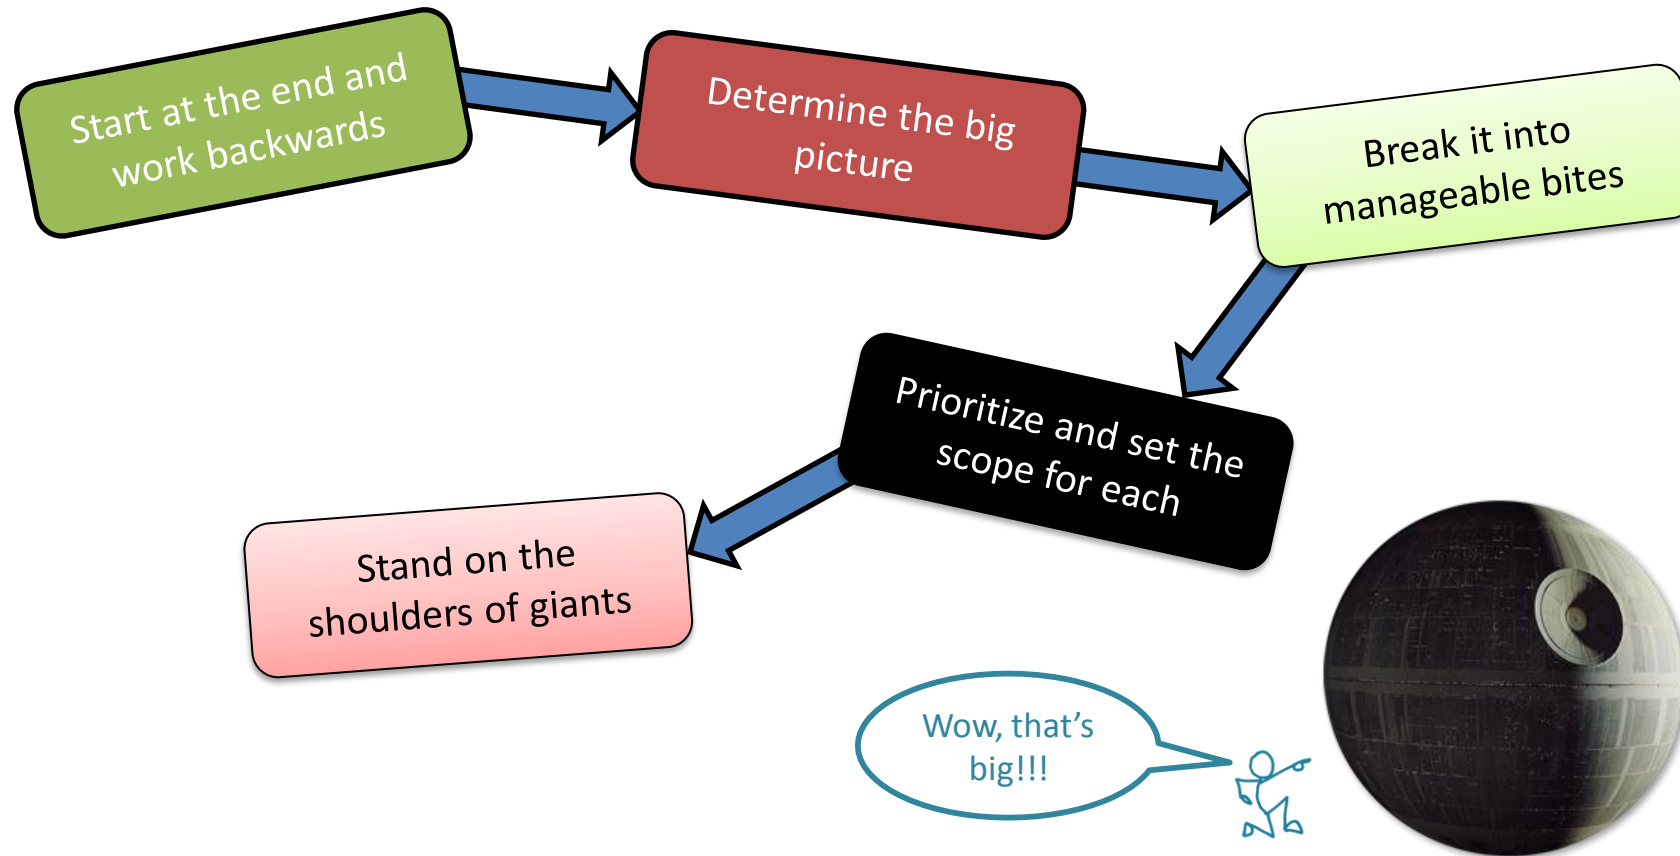 Start at the end and
work backwards
Determine the big
picture
Break it into
manageable bites
Prioritize and set the
scope for each
Stand on the
shoulders of giants
Wow, that’s
big!!!